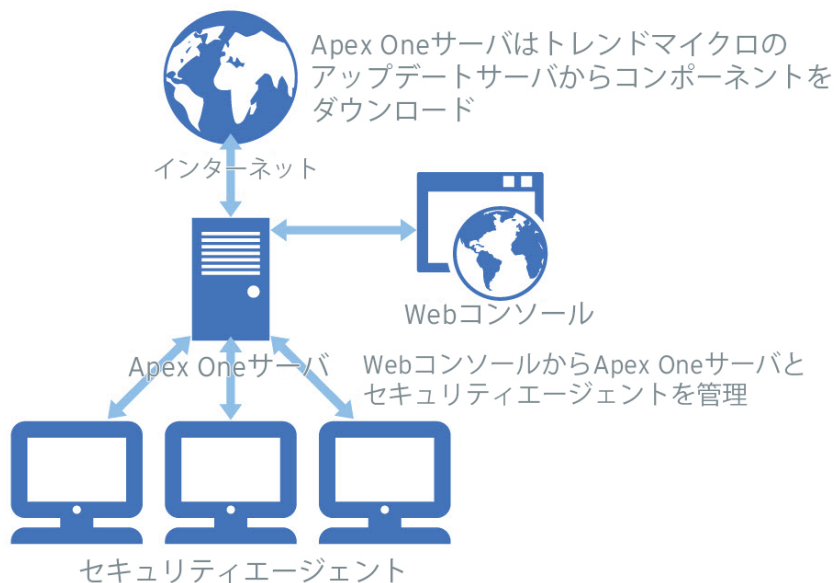 Apex Oneサーバはトレンドマイクロの
アップデートサーバからコンポーネントを
ダウンロード
インターネット
Webコンソール
Apex Oneサーバ
WebコンソールからApex Oneサーバと
セキュリティエージェントを管理
セキュリティエージェント